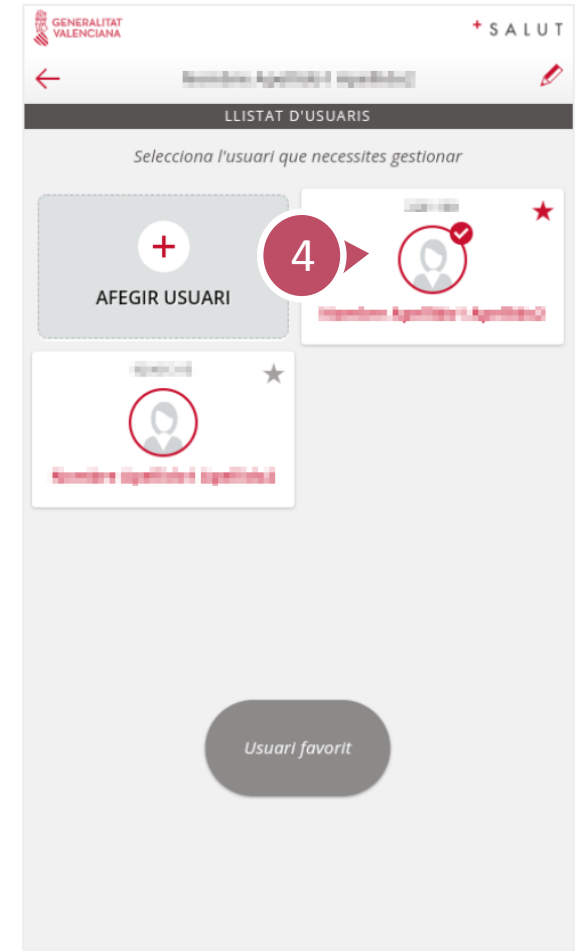 GENERALITAT
VALENCIANA
+SALUT
LLISTAT D'USUARIS
Selecciona l'usuari que necessites gestionar
+
AFEGIR USUARI
4
Usuari favorit